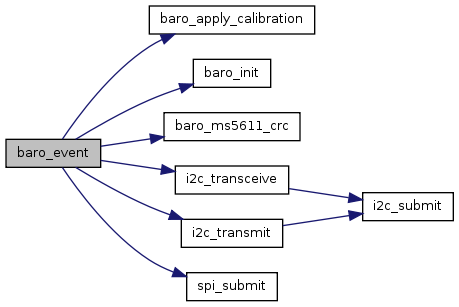 baro_apply_calibration
baro_init
baro_ms5611_crc
baro_event
i2c_transceive
i2c_submit
i2c_transmit
spi_submit